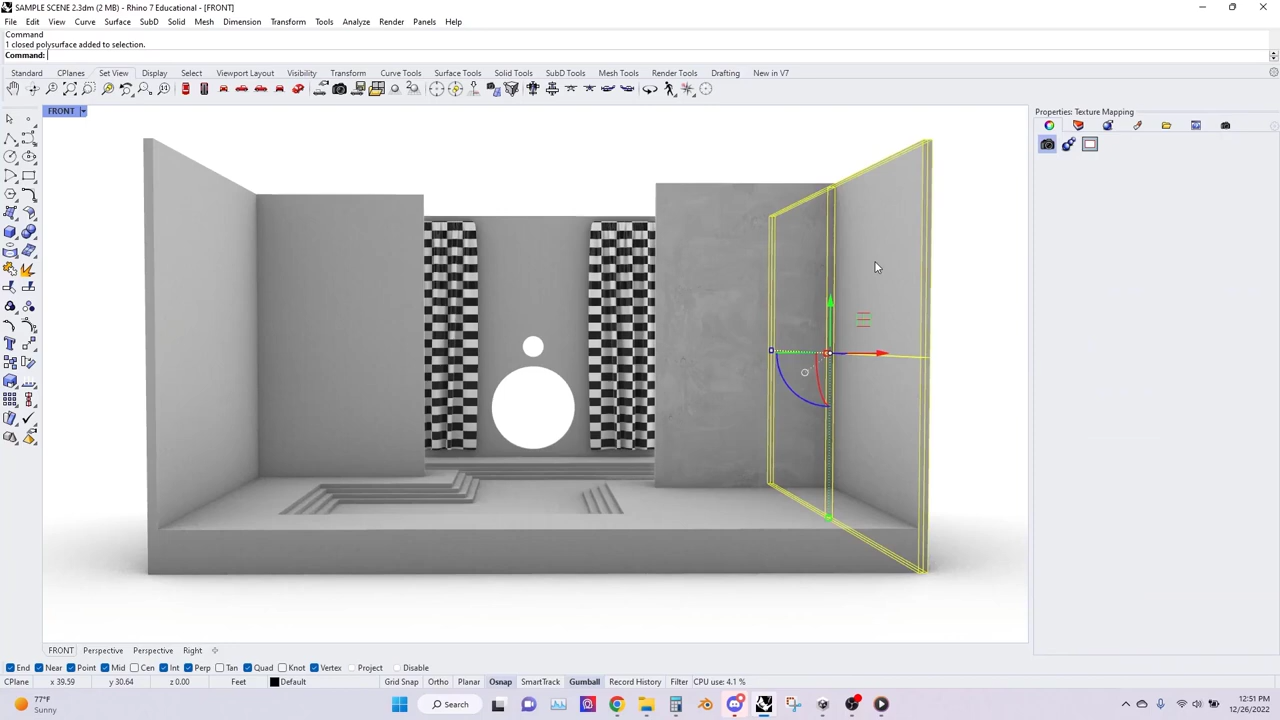 SAMPLE SCENE 2.3dm (2 MB) - Rhino 7 Educational - [FRONT]
File Edit View Curve Surface SubD Solid Mesh Dimension Transform Tools Analyze Render Panels Help
Command
1 closed polysurface added to selection.
Command:
Standard CPlanes Set View Display Select Viewport Layout Visibility Transform Curve Tools Surface Tools Solid Tools SubD Tools Mesh Tools Render Tools Drafting New in V7
FRONT
Properties: Texture Mapping
FRONT Perspective Perspective Right
End Near Point Mid Cen Int Perp Tan Quad Knot Vertex Project Disable
CPlane x 39.59 y 30.64 z 0.00 Feet Default Grid Snap Ortho Planar Osnap SmartTrack Gumball Record History Filter CPU use: 4.1 %
77°F
Sunny
Search
12:51 PM
12/26/2022